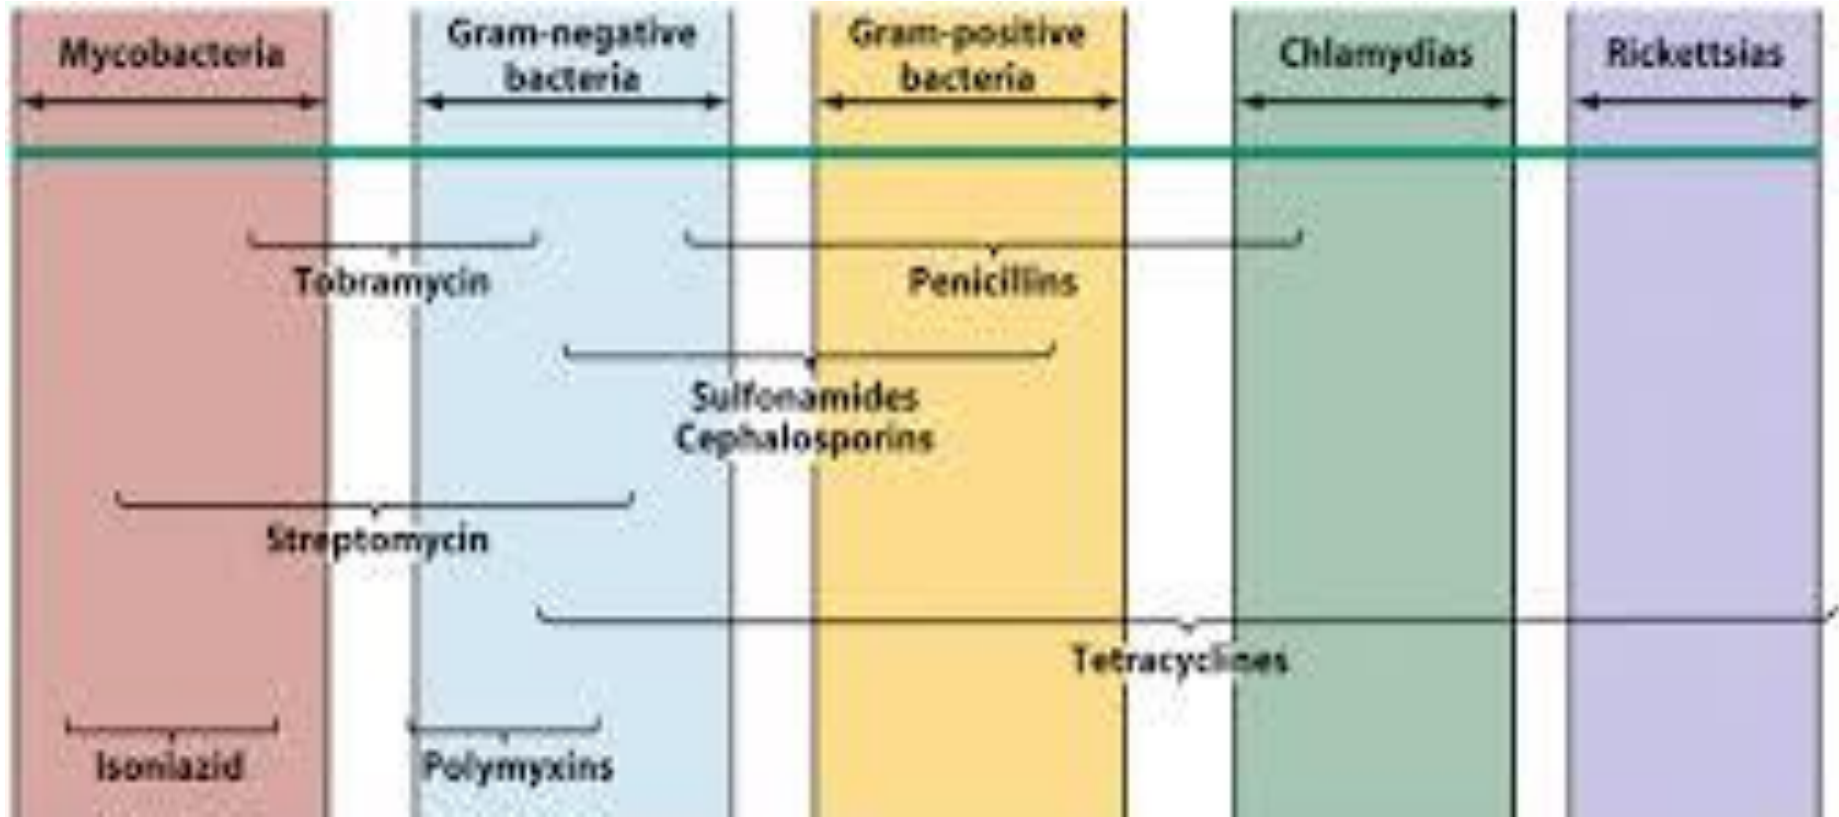 Mycobacteria
Gram-negative
bacteria
Gram-positive
bacteria
Chlamydias
Rickettsias
Tobramycin
Penicillins
Sulfonamides
Cephalosporins
Streptomycin
Tetracyclines
Isoniazid
Polymyxins